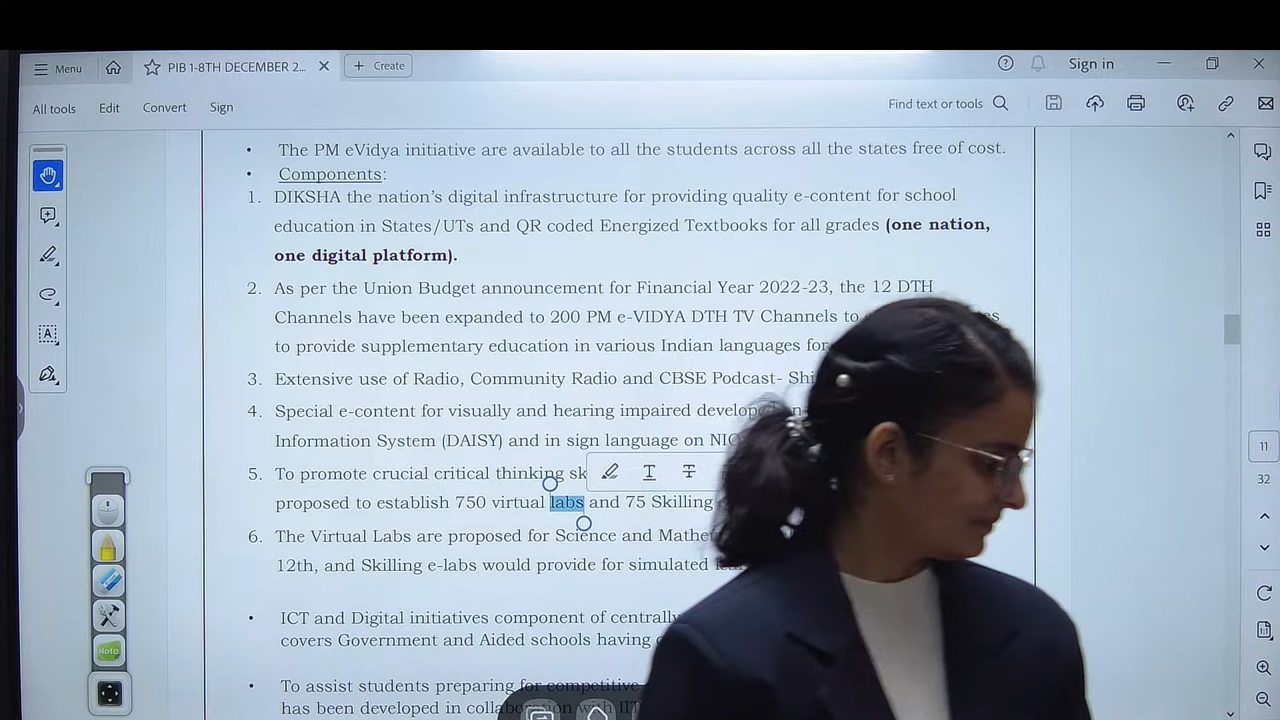 Menu
PIB 1-8TH DECEMBER 2...
Create
Sign in
All tools
Edit
Convert
Sign
Find text or tools
• The PM eVidya initiative are available to all the students across all the states free of cost.
• Components:
1. DIKSHA the nation's digital infrastructure for providing quality e-content for school
education in States/UTs and QR coded Energized Textbooks for all grades (one nation,
one digital platform).
2. As per the Union Budget announcement for Financial Year 2022-23, the 12 DTH
Channels have been expanded to 200 PM e-VIDYA DTH TV Channels to
to provide supplementary education in various Indian languages for
3. Extensive use of Radio, Community Radio and CBSE Podcast-
4. Special e-content for visually and hearing impaired developed
Information System (DAISY) and in sign language on
5. To promote crucial critical thinking
proposed to establish 750 virtual labs and 75 Skilling
6. The Virtual Labs are proposed for Science and
12th, and Skilling e-labs would provide for simulated
• ICT and Digital initiatives component of centrally
covers Government and Aided schools having
• To assist students preparing for competitive
has been developed in collaboration with
11
32
Note